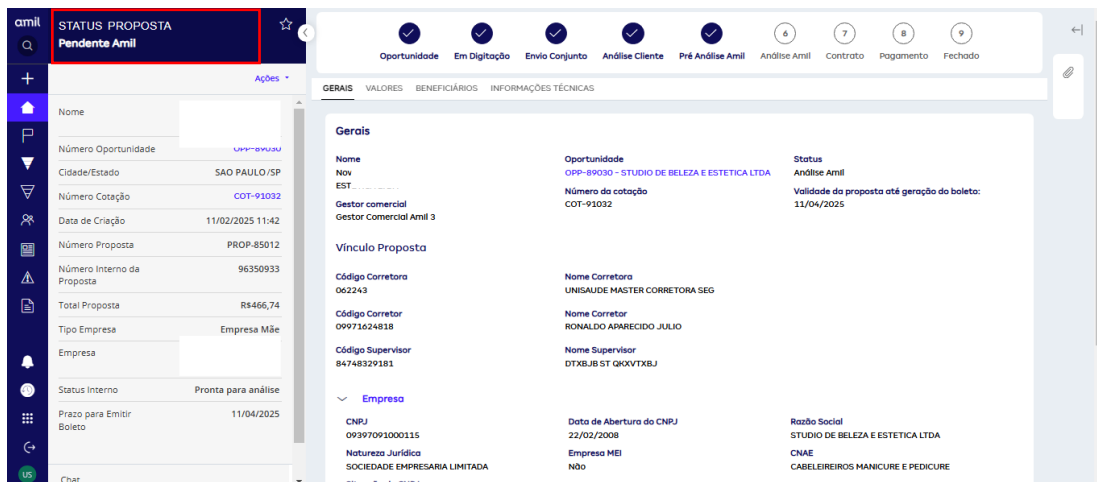 amil
STATUS PROPOSTA
Pendente Amil
Ações
Nome
Número Oportunidade OPP-89030
Cidade/Estado SAO PAULO/SP
Número Cotação COT-91032
Data de Criação 11/02/2025 11:42
Número Proposta PROP-85012
Número Interno da
Proposta 96350933
Total Proposta R$466,74
Tipo Empresa Empresa Mãe
Empresa
Status Interno Pronta para análise
Prazo para Emitir
Boleto 11/04/2025
Chat
US
Oportunidade Em Digitação Envio Conjunto Análise Cliente Pré Análise Amil 6 Análise Amil 7 Contrato 8 Pagamento 9 Fechado
GERAIS VALORES BENEFICIÁRIOS INFORMAÇÕES TÉCNICAS
Gerais
Nome Oportunidade Status
Nov OPP-89030 - STUDIO DE BELEZA E ESTETICA LTDA Análise Amil
EST
Número da cotação Validade da proposta até geração do boleto:
Gestor comercial COT-91032 11/04/2025
Gestor Comercial Amil 3
Vínculo Proposta
Código Corretora Nome Corretora
062243 UNISAUDE MASTER CORRETORA SEG
Código Corretor Nome Corretor
09971624818 RONALDO APARECIDO JULIO
Código Supervisor Nome Supervisor
84748329181 DTXBJB ST QKXVTXBJ
Empresa
CNPJ Data de Abertura do CNPJ Razão Social
09397091000115 22/02/2008 STUDIO DE BELEZA E ESTETICA LTDA
Natureza Jurídica Empresa MEI CNAE
SOCIEDADE EMPRESARIA LIMITADA Não CABELEIREIROS MANICURE E PEDICURE